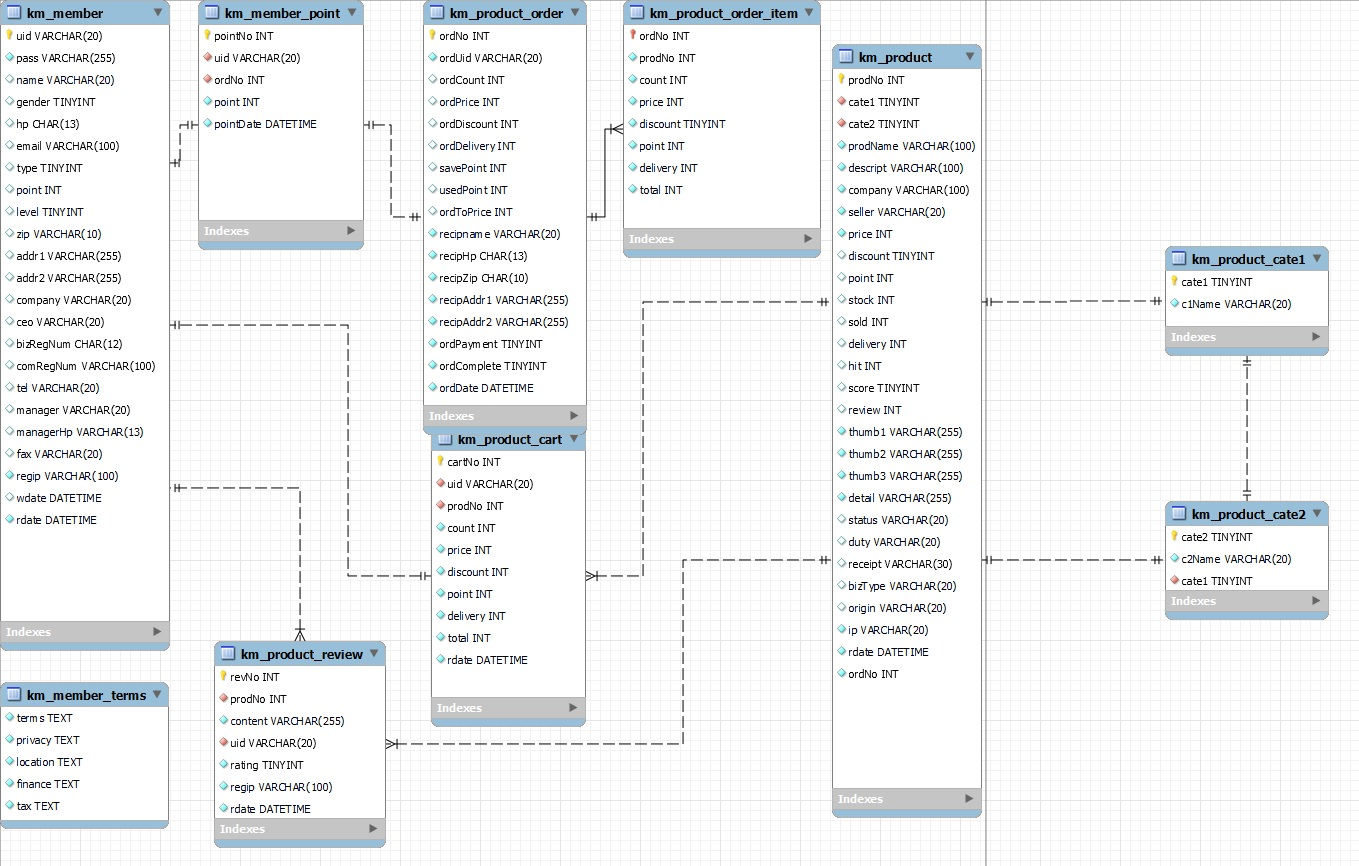 km_member
uid VARCHAR(20)
pass VARCHAR(255)
name VARCHAR(20)
gender TINYINT
hp CHAR(13)
email VARCHAR(100)
type TINYINT
point INT
level TINYINT
zip VARCHAR(10)
addr1 VARCHAR(255)
addr2 VARCHAR(255)
company VARCHAR(20)
ceo VARCHAR(20)
bizRegNum CHAR(12)
comRegNum VARCHAR(100)
tel VARCHAR(20)
manager VARCHAR(20)
managerHp VARCHAR(13)
fax VARCHAR(20)
regip VARCHAR(100)
wdate DATETIME
rdate DATETIME
Indexes
km_member_terms
terms TEXT
privacy TEXT
location TEXT
finance TEXT
tax TEXT
km_member_point
pointNo INT
uid VARCHAR(20)
ordNo INT
point INT
pointDate DATETIME
Indexes
km_product_review
revNo INT
prodNo INT
content VARCHAR(255)
uid VARCHAR(20)
rating TINYINT
regip VARCHAR(100)
rdate DATETIME
Indexes
km_product_order
ordNo INT
ordUid VARCHAR(20)
ordCount INT
ordPrice INT
ordDiscount INT
ordDelivery INT
savePoint INT
usedPoint INT
ordToPrice INT
recipname VARCHAR(20)
recipHp CHAR(13)
recipZip CHAR(10)
recipAddr1 VARCHAR(255)
recipAddr2 VARCHAR(255)
ordPayment TINYINT
ordComplete TINYINT
ordDate DATETIME
Indexes
km_product_cart
cartNo INT
uid VARCHAR(20)
prodNo INT
count INT
price INT
discount INT
point INT
delivery INT
total INT
rdate DATETIME
Indexes
km_product_order_item
ordNo INT
prodNo INT
count INT
price INT
discount TINYINT
point INT
delivery INT
total INT
Indexes
km_product
prodNo INT
cate1 TINYINT
cate2 TINYINT
prodName VARCHAR(100)
descript VARCHAR(100)
company VARCHAR(100)
seller VARCHAR(20)
price INT
discount TINYINT
point INT
stock INT
sold INT
delivery INT
hit INT
score TINYINT
review INT
thumb1 VARCHAR(255)
thumb2 VARCHAR(255)
thumb3 VARCHAR(255)
detail VARCHAR(255)
status VARCHAR(20)
duty VARCHAR(20)
receipt VARCHAR(30)
bizType VARCHAR(20)
origin VARCHAR(20)
ip VARCHAR(20)
rdate DATETIME
ordNo INT
Indexes
km_product_cate1
cate1 TINYINT
c1Name VARCHAR(20)
Indexes
km_product_cate2
cate2 TINYINT
c2Name VARCHAR(20)
cate1 TINYINT
Indexes